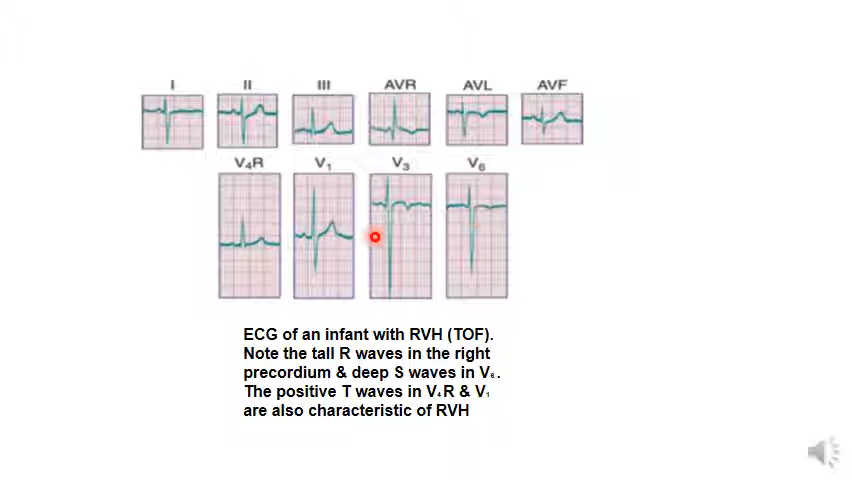 I II III AVR AVL AVF
V₄R V₁ V₃ V₆
ECG of an infant with RVH (TOF).
Note the tall R waves in the right
precordium & deep S waves in V₆.
The positive T waves in V₄R & V₁
are also characteristic of RVH